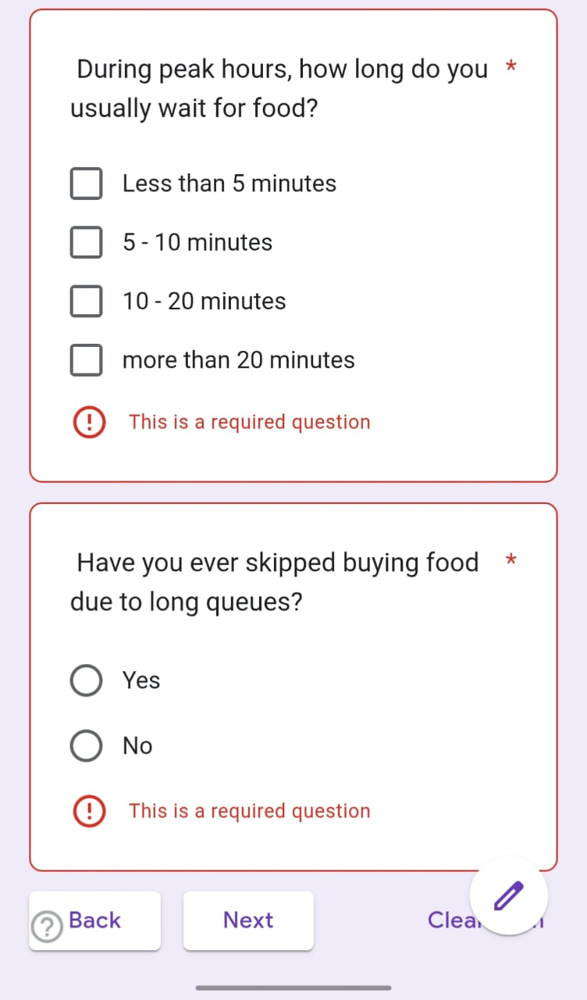 During peak hours, how long do you *
usually wait for food?
Less than 5 minutes
5 - 10 minutes
10 - 20 minutes
more than 20 minutes
! This is a required question
Have you ever skipped buying food *
due to long queues?
Yes
No
! This is a required question
? Back Next Clear